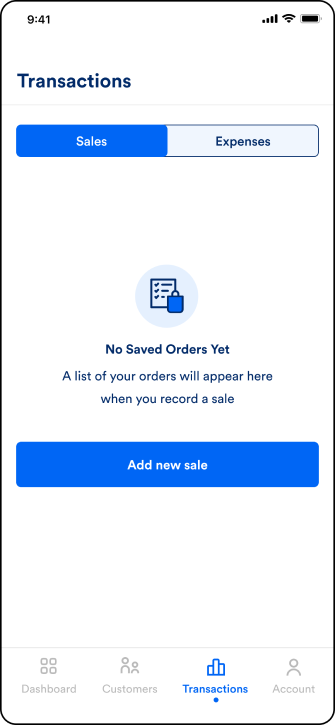 9:41
Transactions
Sales
Expenses
No Saved Orders Yet
A list of your orders will appear here
when you record a sale
Add new sale
Dashboard
Customers
Transactions
Account